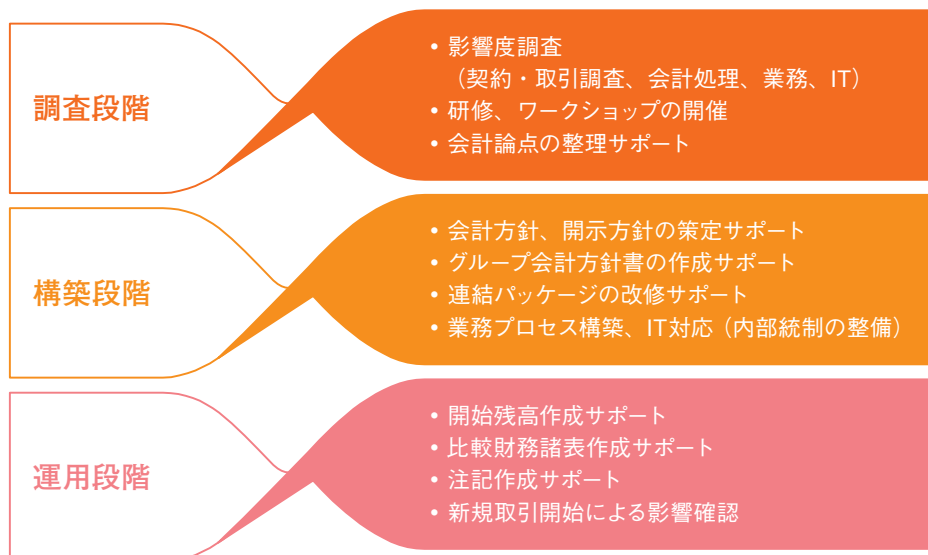 調査段階
• 影響度調査
（契約・取引調査、会計処理、業務、IT）
• 研修、ワークショップの開催
• 会計論点の整理サポート
構築段階
• 会計方針、開示方針の策定サポート
• グループ会計方針書の作成サポート
• 連結パッケージの改修サポート
• 業務プロセス構築、IT対応（内部統制の整備）
運用段階
• 開始残高作成サポート
• 比較財務諸表作成サポート
• 注記作成サポート
• 新規取引開始による影響確認